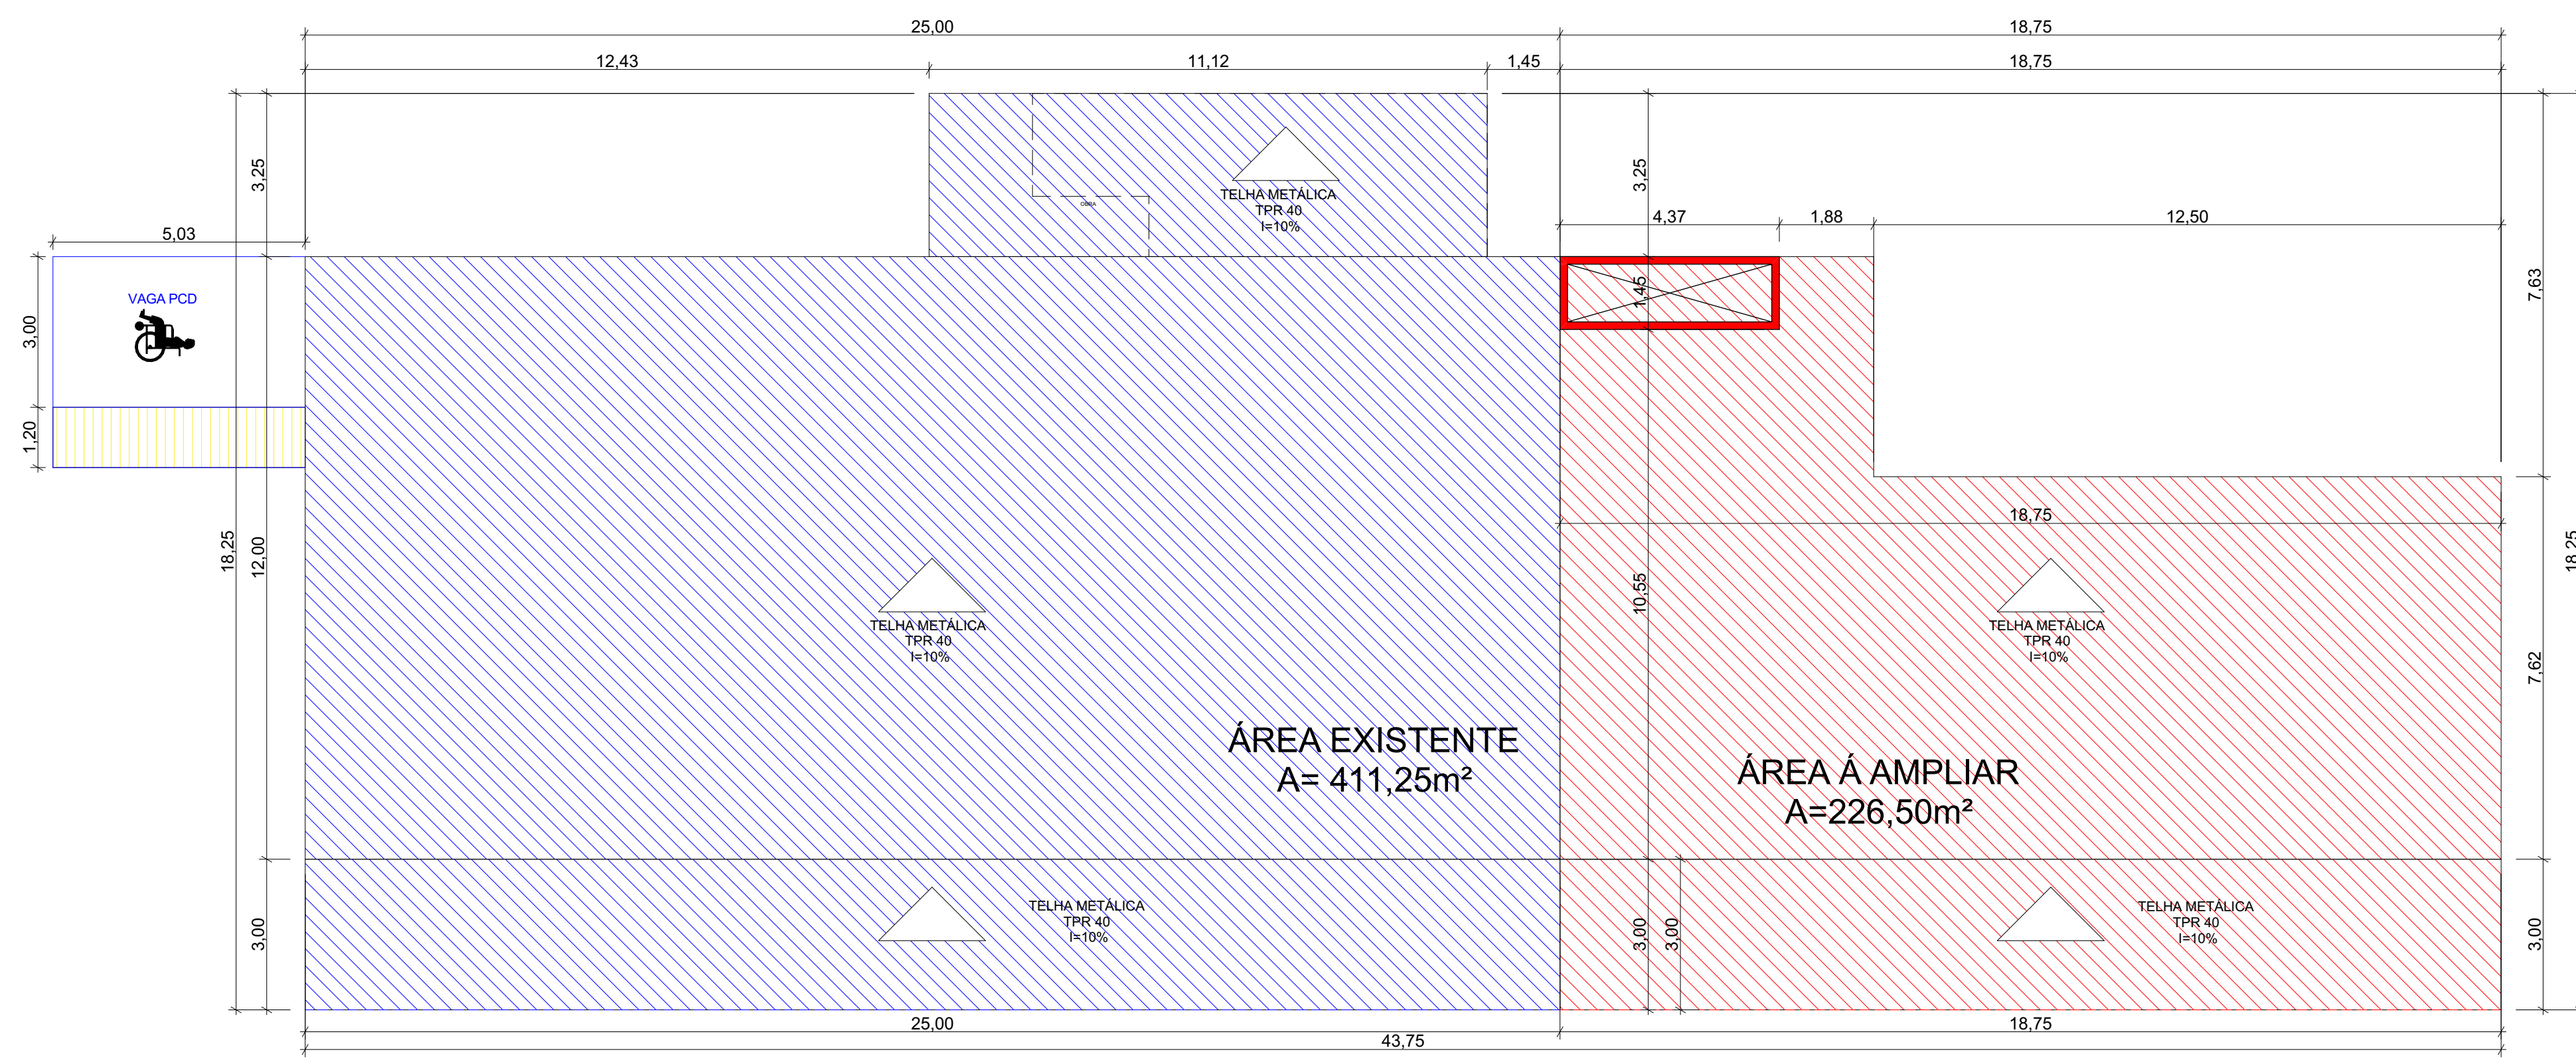 25,00
18,75
12,43
11,12
1,45
18,75
3,25
3,25
TELHA METÁLICA
TPR 40
I=10%
OBRA
4,37
1,88
12,50
5,03
VAGA PCD
3,00
1,20
1,45
7,63
18,25
12,00
18,75
10,55
18,25
TELHA METÁLICA
TPR 40
I=10%
TELHA METÁLICA
TPR 40
I=10%
7,62
ÁREA EXISTENTE
A= 411,25m²
ÁREA Á AMPLIAR
A=226,50m²
3,00
TELHA METÁLICA
TPR 40
I=10%
3,00
3,00
TELHA METÁLICA
TPR 40
I=10%
3,00
25,00
18,75
43,75